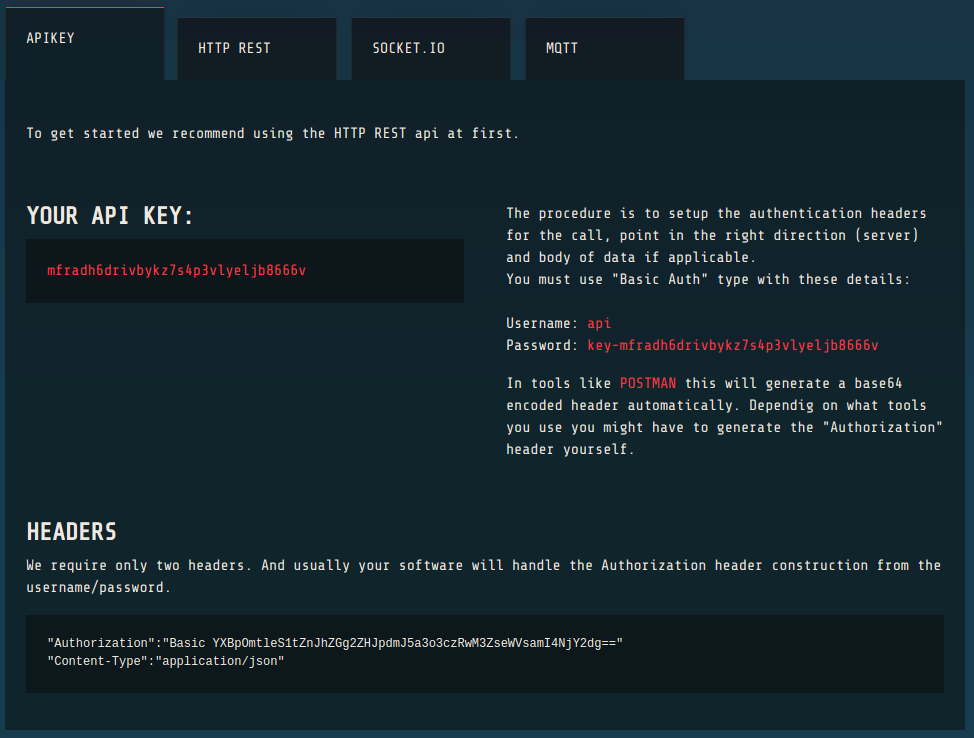 APIKEY
HTTP REST
SOCKET.IO
MQTT
To get started we recommend using the HTTP REST api at first.
YOUR API KEY:
mfradh6drivbykz7s4p3vlyeljb8666v
The procedure is to setup the authentication headers
for the call, point in the right direction (server)
and body of data if applicable.
You must use "Basic Auth" type with these details:
Username: api
Password: key-mfradh6drivbykz7s4p3vlyeljb8666v
In tools like POSTMAN this will generate a base64
encoded header automatically. Dependig on what tools
you use you might have to generate the "Authorization"
header yourself.
HEADERS
We require only two headers. And usually your software will handle the Authorization header construction from the
username/password.
"Authorization":"Basic YXBpOmtleS1tZnJhZGg2ZHJpdmJ5a3o3czRwM3ZseWVsamI4NjY2dg=="
"Content-Type":"application/json"